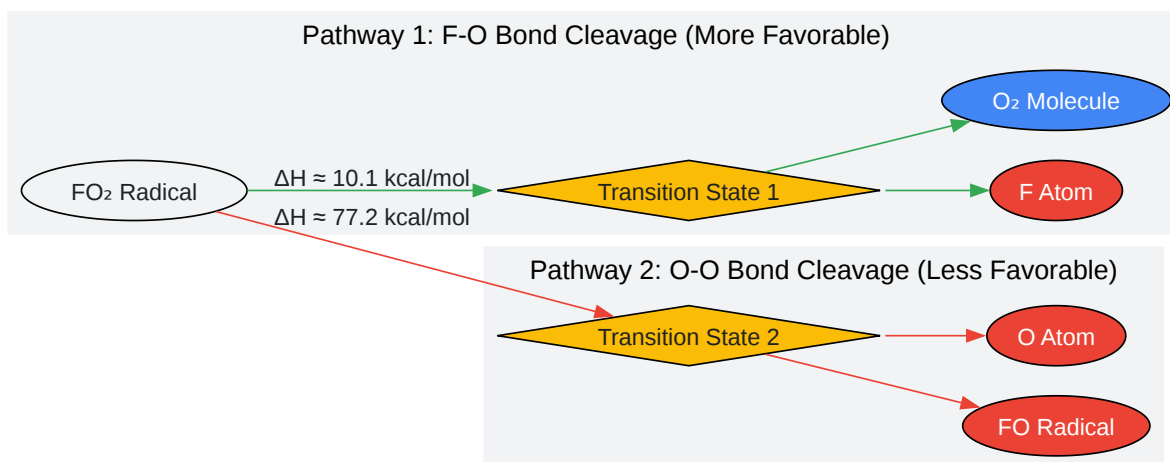 Pathway 1: F-O Bond Cleavage (More Favorable)
O₂ Molecule
FO₂ Radical
ΔH ≈ 10.1 kcal/mol
Transition State 1
F Atom
ΔH ≈ 77.2 kcal/mol
Pathway 2: O-O Bond Cleavage (Less Favorable)
Transition State 2
O Atom
FO Radical